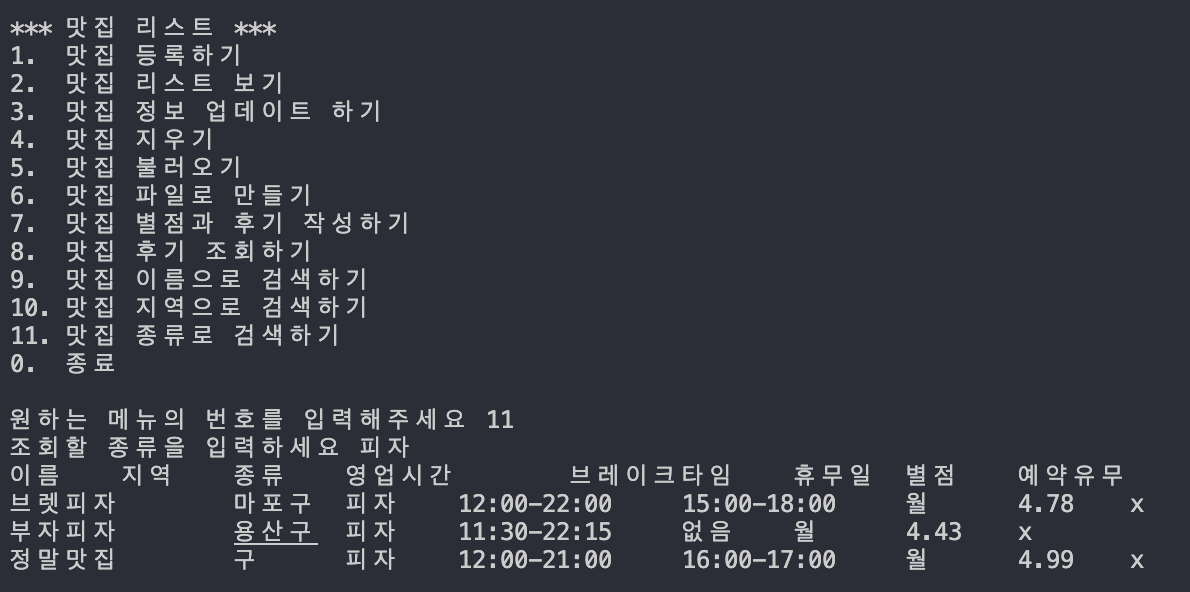 *** 맛집 리스트 ***
1. 맛집 등록하기
2. 맛집 리스트 보기
3. 맛집 정보 업데이트 하기
4. 맛집 지우기
5. 맛집 불러오기
6. 맛집 파일로 만들기
7. 맛집 별점과 후기 작성하기
8. 맛집 후기 조회하기
9. 맛집 이름으로 검색하기
10. 맛집 지역으로 검색하기
11. 맛집 종류로 검색하기
0. 종료
원하는 메뉴의 번호를 입력해주세요 11
조회할 종류을 입력하세요 피자
이름 지역 종류 영업시간 브레이크타임 휴무일 별점 예약유무
브렛피자 마포구 피자 12:00-22:00 15:00-18:00 월 4.78 x
부자피자 용산구 피자 11:30-22:15 없음 월 4.43 x
정말맛집 구 피자 12:00-21:00 16:00-17:00 월 4.99 x